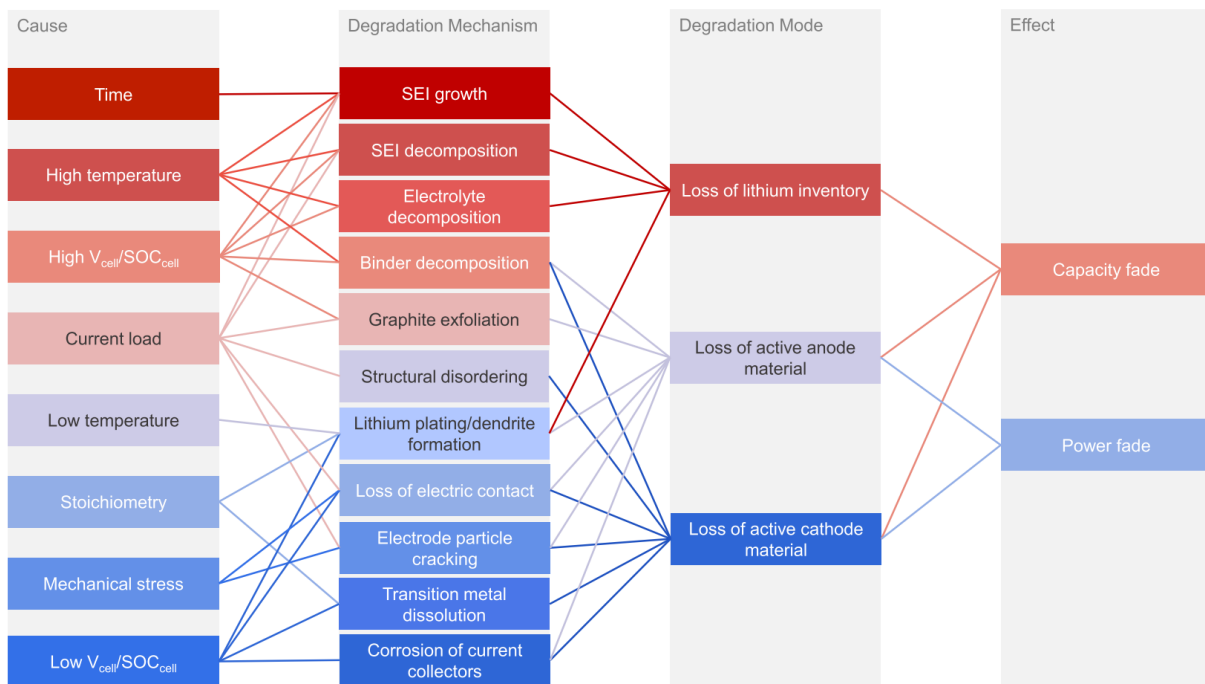 Cause
Degradation Mechanism
Degradation Mode
Effect
Time
High temperature
High Vcell/SOCcell
Current load
Low temperature
Stoichiometry
Mechanical stress
Low Vcell/SOCcell
SEI growth
SEI decomposition
Electrolyte
decomposition
Binder decomposition
Graphite exfoliation
Structural disordering
Lithium plating/dendrite
formation
Loss of electric contact
Electrode particle
cracking
Transition metal
dissolution
Corrosion of current
collectors
Loss of lithium inventory
Loss of active anode
material
Loss of active cathode
material
Capacity fade
Power fade